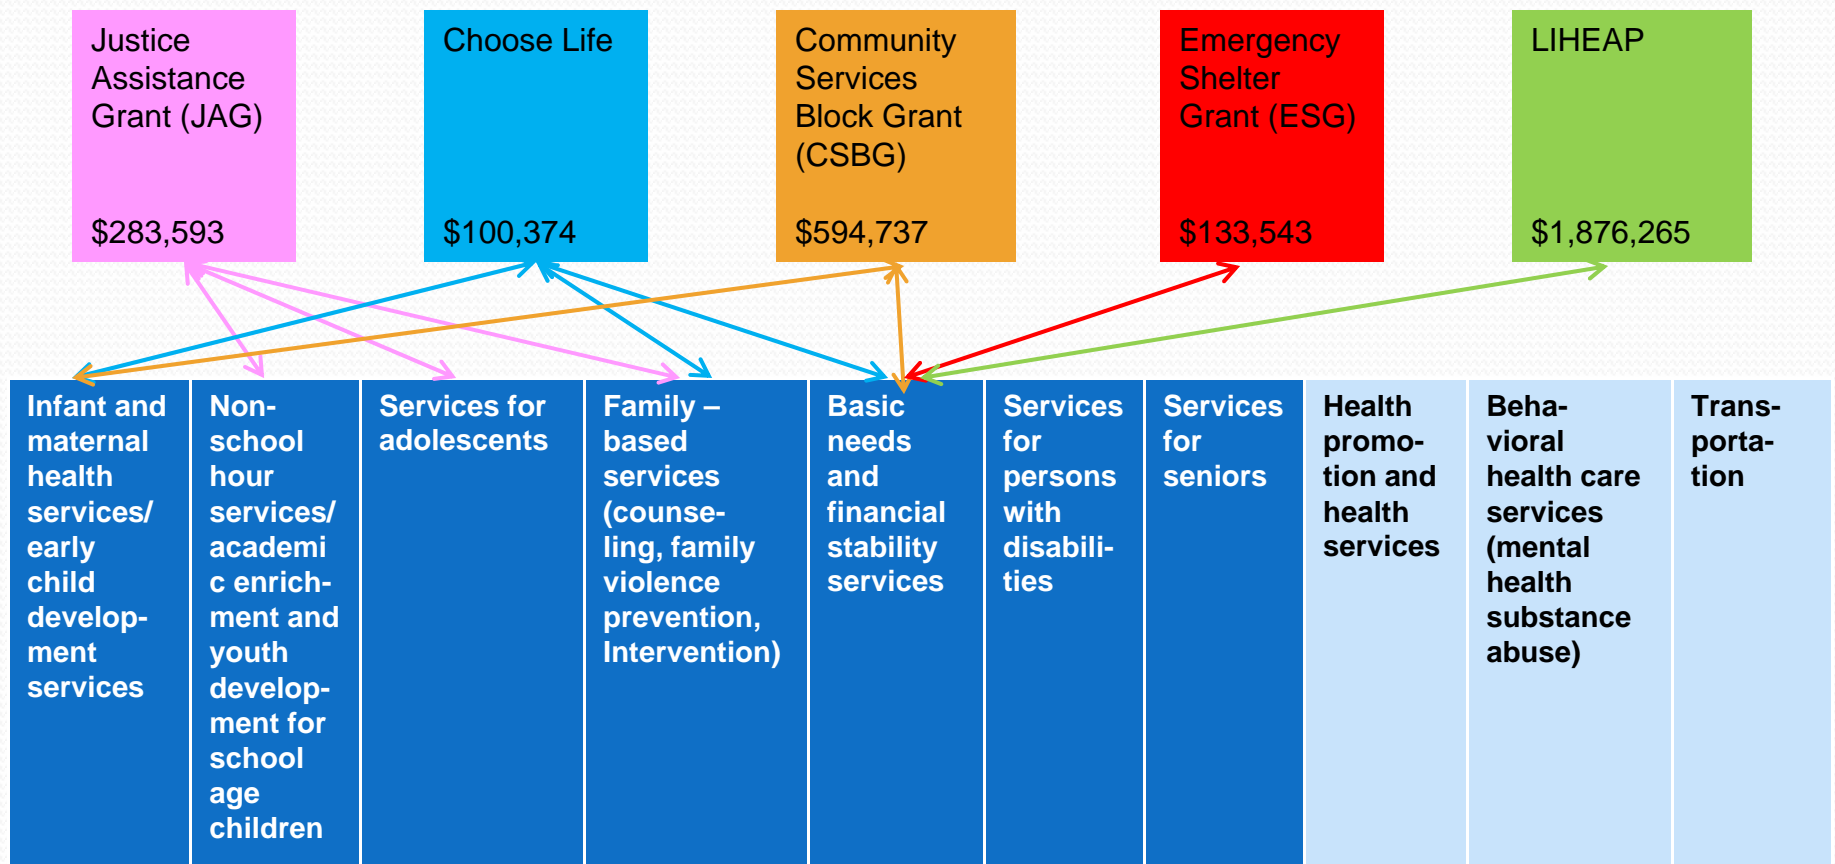 Justice
Assistance
Grant (JAG)
$283,593
Choose Life
$100,374
Community
Services
Block Grant
(CSBG)
$594,737
Emergency
Shelter
Grant (ESG)
$133,543
LIHEAP
$1,876,265
Infant and
maternal
health
services/
early
child
develop-
ment
services
Non-
school
hour
services/
academi
c enrich-
ment and
youth
develop-
ment for
school
age
children
Services for
adolescents
Family –
based
services
(counse-
ling, family
violence
prevention,
Intervention)
Basic
needs
and
financial
stability
services
Services
for
persons
with
disabili-
ties
Services
for
seniors
Health
promo-
tion and
health
services
Beha-
vioral
health care
services
(mental
health
substance
abuse)
Trans-
porta-
tion